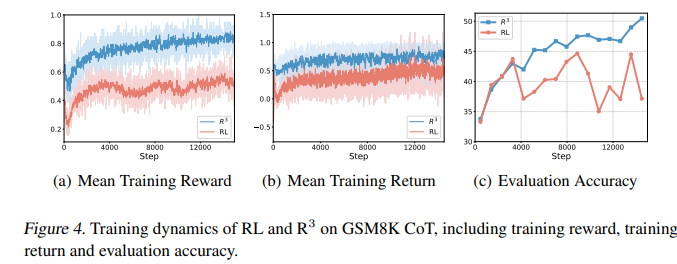 1.0
0.8
0.6
0.4
0.2
0
4000
8000
12000
Step
R³
RL
(a) Mean Training Reward
1.5
1.0
0.5
0.0
−0.5
0
4000
8000
12000
Step
R³
RL
(b) Mean Training Return
50
45
40
35
30
0
4000
8000
12000
Step
R³
RL
(c) Evaluation Accuracy
Figure 4. Training dynamics of RL and R³ on GSM8K CoT, including training reward, training
return and evaluation accuracy.